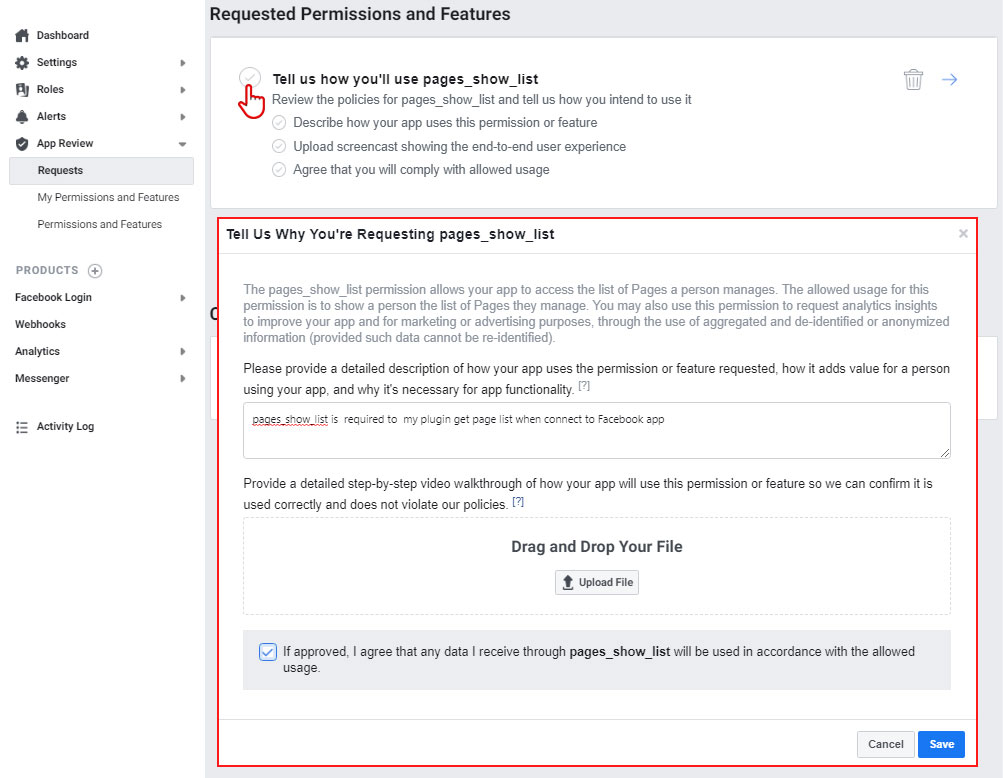 Dashboard
Settings
Roles
Alerts
App Review
Requests
My Permissions and Features
Permissions and Features
PRODUCTS
Facebook Login
Webhooks
Analytics
Messenger
Activity Log
Requested Permissions and Features
Tell us how you'll use pages_show_list
Review the policies for pages_show_list and tell us how you intend to use it
Describe how your app uses this permission or feature
Upload screencast showing the end-to-end user experience
Agree that you will comply with allowed usage
Tell Us Why You're Requesting pages_show_list
The pages_show_list permission allows your app to access the list of Pages a person manages. The allowed usage for this
permission is to show a person the list of Pages they manage. You may also use this permission to request analytics insights
to improve your app and for marketing or advertising purposes, through the use of aggregated and de-identified or anonymized
information (provided such data cannot be re-identified).
Please provide a detailed description of how your app uses the permission or feature requested, how it adds value for a person
using your app, and why it's necessary for app functionality. [?]
pages_show_list is required to my plugin get page list when connect to Facebook app
Provide a detailed step-by-step video walkthrough of how your app will use this permission or feature so we can confirm it is
used correctly and does not violate our policies. [?]
Drag and Drop Your File
Upload File
If approved, I agree that any data I receive through pages_show_list will be used in accordance with the allowed
usage.
Cancel
Save